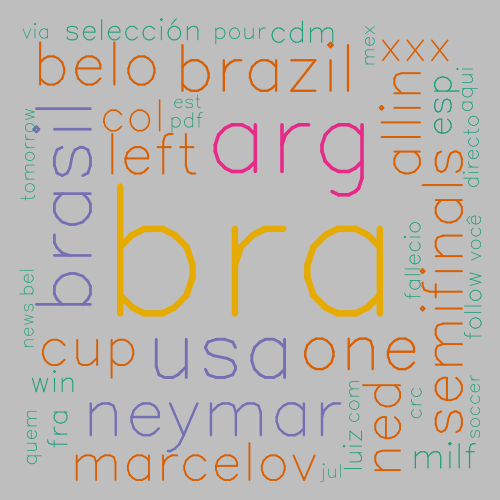 via selección pour cdm mex xxx
belo brazil
est
col pdf
left arg allin esp aqui
tomorrow brasil
directo
bra
semifinals
fallecio
você
follow
news bel
cup usa one
win
neymar
quem fra
luiz com
ned crc soccer
marcelov jul milf